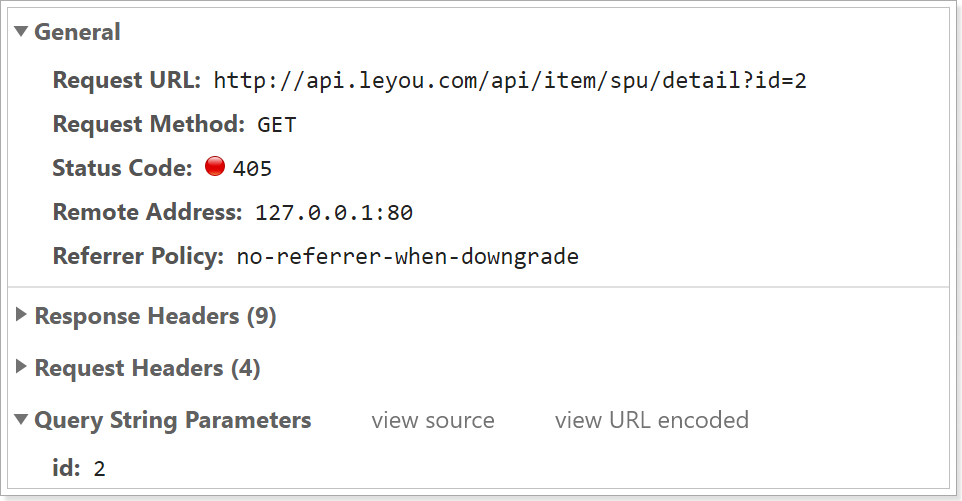 General
Request URL: http://api.leyou.com/api/item/spu/detail?id=2
Request Method: GET
Status Code: 405
Remote Address: 127.0.0.1:80
Referrer Policy: no-referrer-when-downgrade
Response Headers (9)
Request Headers (4)
Query String Parameters view source view URL encoded
id: 2